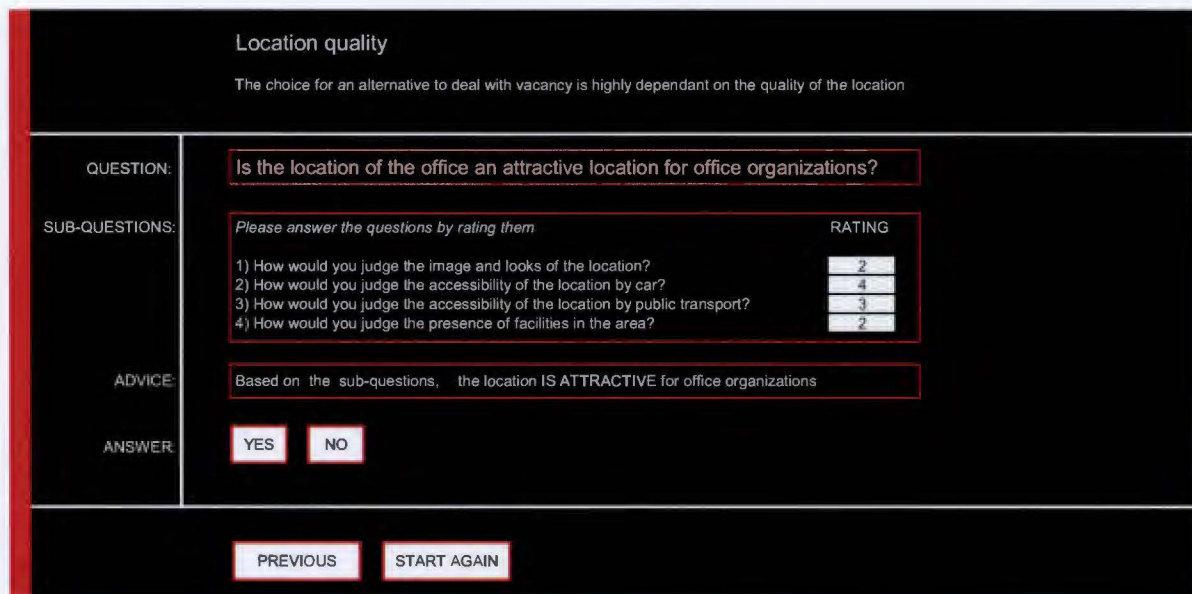 Location quality
The choice for an alternative to deal with vacancy is highly dependant on the quality of the location
QUESTION:
Is the location of the office an attractive location for office organizations?
SUB-QUESTIONS:
Please answer the questions by rating them RATING
1) How would you judge the image and looks of the location? 2
2) How would you judge the accessibility of the location by car? 4
3) How would you judge the accessibility of the location by public transport? 3
4) How would you judge the presence of facilities in the area? 2
ADVICE:
Based on the sub-questions, the location IS ATTRACTIVE for office organizations
ANSWER:
YES NO
PREVIOUS START AGAIN